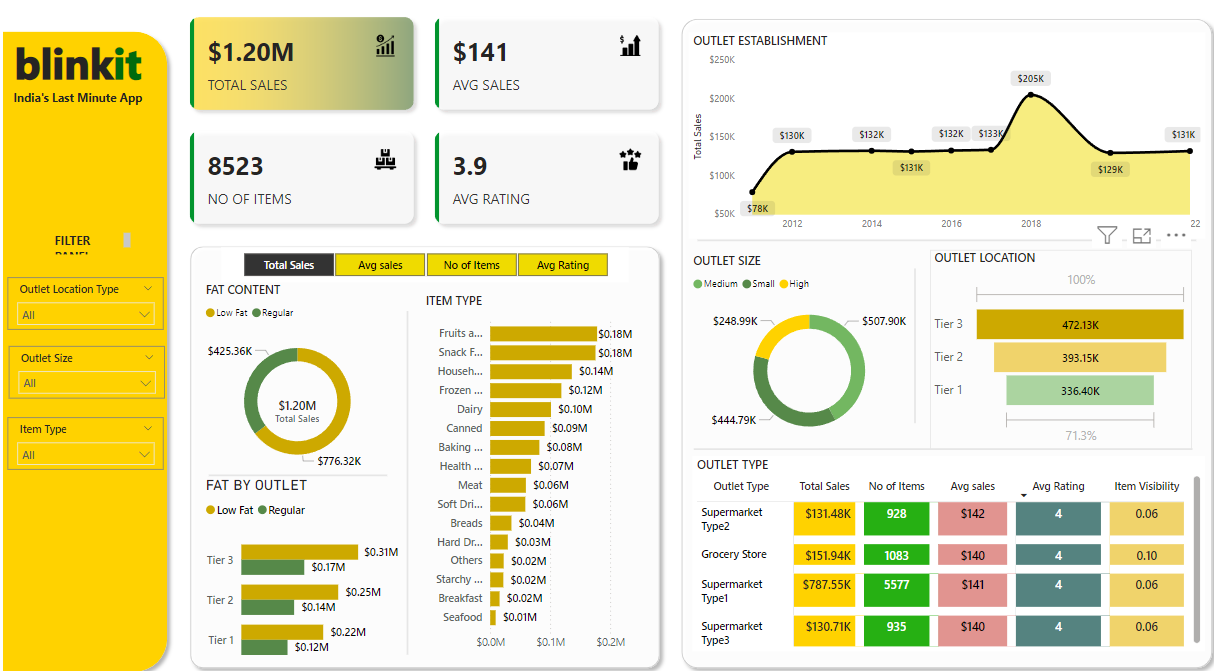 blinkit
India's Last Minute App
FILTER
Outlet Location Type
All
Outlet Size
All
Item Type
All
$1.20M
TOTAL SALES
$141
AVG SALES
8523
NO OF ITEMS
3.9
AVG RATING
Total Sales
Avg sales
No of Items
Avg Rating
FAT CONTENT
Low Fat
Regular
$425.36K
$1.20M
Total Sales
$776.32K
FAT BY OUTLET
Low Fat
Regular
Tier 3
$0.31M
$0.17M
Tier 2
$0.25M
$0.14M
Tier 1
$0.22M
$0.12M
ITEM TYPE
Fruits a... $0.18M
Snack F... $0.18M
Househ... $0.14M
Frozen ... $0.12M
Dairy $0.10M
Canned $0.09M
Baking ... $0.08M
Health ... $0.07M
Meat $0.06M
Soft Dri... $0.06M
Breads $0.04M
Hard Dr... $0.03M
Others $0.02M
Starchy ... $0.02M
Breakfast $0.02M
Seafood $0.01M
$0.0M $0.1M $0.2M
OUTLET ESTABLISHMENT
Total Sales
$250K
$200K
$150K
$100K
$50K
$78K
$130K
$132K
$131K
$132K
$133K
$205K
$129K
$131K
2012 2014 2016 2018 22
OUTLET SIZE
Medium
Small
High
$248.99K
$507.90K
$444.79K
OUTLET LOCATION
100%
Tier 3 472.13K
Tier 2 393.15K
Tier 1 336.40K
71.3%
OUTLET TYPE
Outlet Type Total Sales No of Items Avg sales Avg Rating Item Visibility
Supermarket $131.48K 928 $142 4 0.06
Type2
Grocery Store $151.94K 1083 $140 4 0.10
Supermarket $787.55K 5577 $141 4 0.06
Type1
Supermarket $130.71K 935 $140 4 0.06
Type3